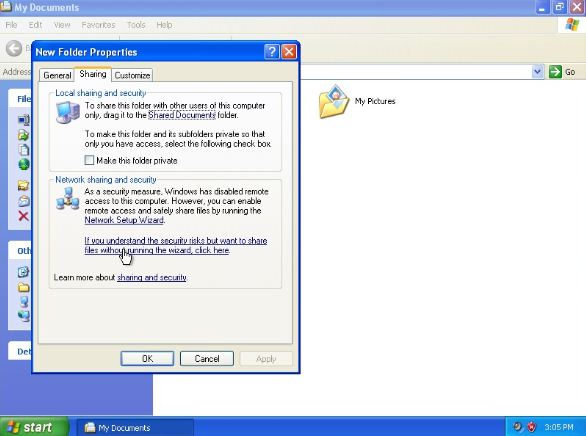 My Documents
File Edit View Favorites Tools Help
Address
Go
New Folder Properties
General Sharing Customize
Local sharing and security
To share this folder with other users of this computer
only, drag it to the Shared Documents folder.
To make this folder and its subfolders private so that
only you have access, select the following check box.
Make this folder private
Network sharing and security
As a security measure, Windows has disabled remote
access to this computer. However, you can enable
remote access and safely share files by running the
Network Setup Wizard.
If you understand the security risks but want to share
files without running the wizard, click here.
Learn more about sharing and security.
OK Cancel Apply
File
Oth
Det
My Pictures
start
My Documents
3:05 PM